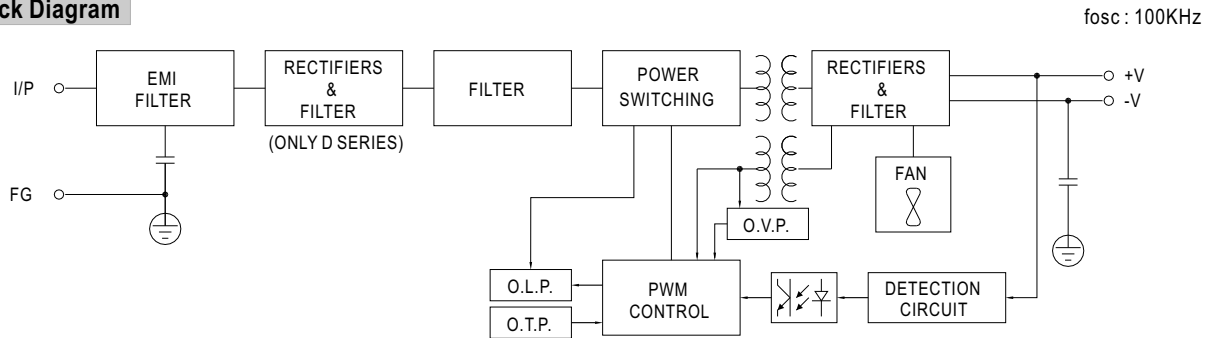 ck Diagram
fosc : 100KHz
I/P
EMI
FILTER
RECTIFIERS
&
FILTER
(ONLY D SERIES)
FILTER
POWER
SWITCHING
RECTIFIERS
&
FILTER
+V
-V
FG
FAN
O.V.P.
O.L.P.
O.T.P.
PWM
CONTROL
DETECTION
CIRCUIT